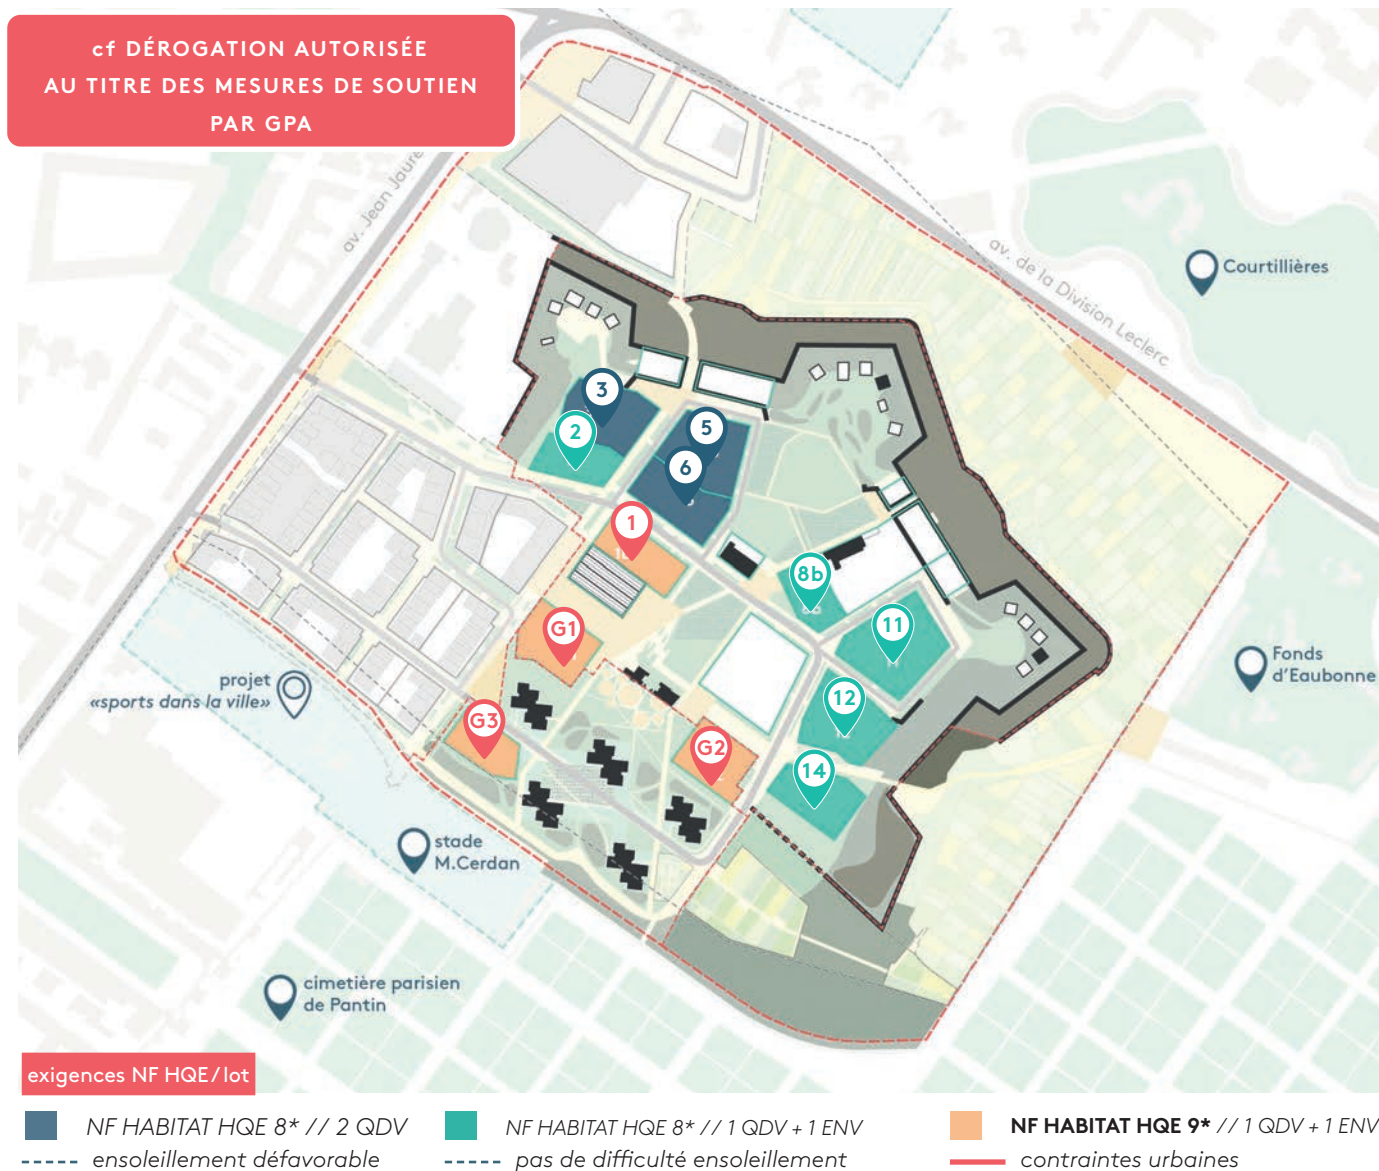 cf DÉROGATION AUTORISÉE
AU TITRE DES MESURES DE SOUTIEN
PAR GPA
av. Jean Jaurè
av. de la Division Leclerc
Courtillières
3
2
5
6
1
8b
11
G1
12
G3
G2
14
projet
«sports dans la ville»
Fonds
d'Eaubonne
stade
M.Cerdan
cimetière parisien
de Pantin
exigences NF HQE/lot
NF HABITAT HQE 8* // 2 QDV
NF HABITAT HQE 8* // 1 QDV + 1 ENV
NF HABITAT HQE 9* // 1 QDV + 1 ENV
ensoleillement défavorable
pas de difficulté ensoleillement
contraintes urbaines